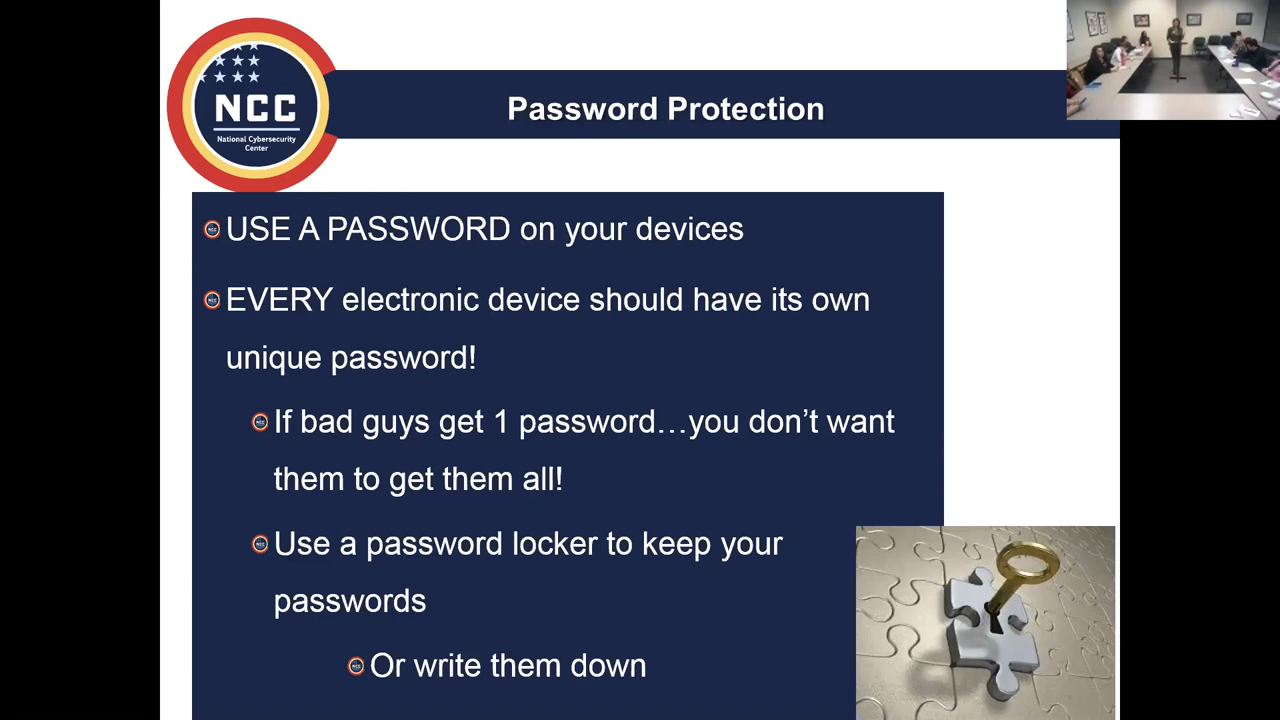 NCC
National Cybersecurity
Center
Password Protection
USE A PASSWORD on your devices
EVERY electronic device should have its own
unique password!
If bad guys get 1 password…you don’t want
them to get them all!
Use a password locker to keep your
passwords
Or write them down